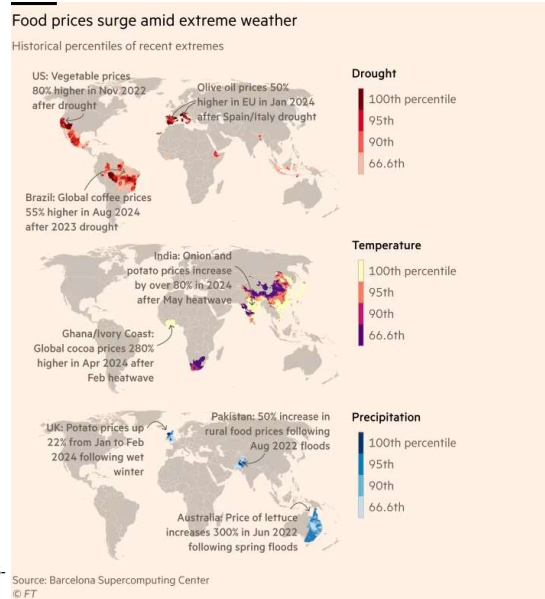 Food prices surge amid extreme weather
Historical percentiles of recent extremes
US: Vegetable prices
80% higher in Nov 2022
after drought
Olive oil prices 50%
higher in EU in Jan 2024
after Spain/Italy drought
Brazil: Global coffee prices
55% higher in Aug 2024
after 2023 drought
Drought
100th percentile
95th
90th
66.6th
India: Onion and
potato prices increase
by over 80% in 2024
after May heatwave
Ghana/Ivory Coast:
Global cocoa prices 280%
higher in Apr 2024 after
Feb heatwave
Temperature
100th percentile
95th
90th
66.6th
UK: Potato prices up
22% from Jan to Feb
2024 following wet
winter
Pakistan: 50% increase in
rural food prices following
Aug 2022 floods
Australia: Price of lettuce
increases 300% in Jun 2022
following spring floods
Precipitation
100th percentile
95th
90th
66.6th
Source: Barcelona Supercomputing Center
© FT